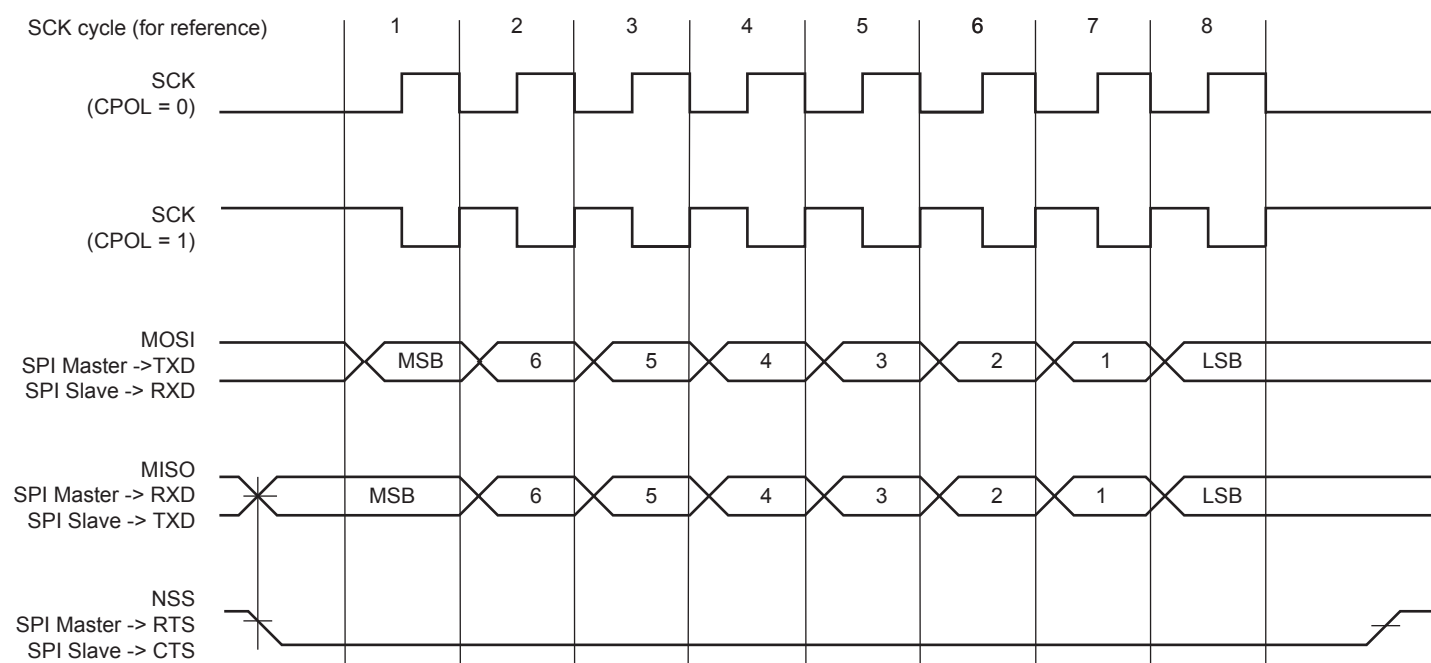 SCK cycle (for reference) 1 2 3 4 5 6 7 8
SCK
(CPOL = 0)
SCK
(CPOL = 1)
MOSI
SPI Master ->TXD
SPI Slave -> RXD
MSB 6 5 4 3 2 1 LSB
MISO
SPI Master -> RXD
SPI Slave -> TXD
MSB 6 5 4 3 2 1 LSB
NSS
SPI Master -> RTS
SPI Slave -> CTS